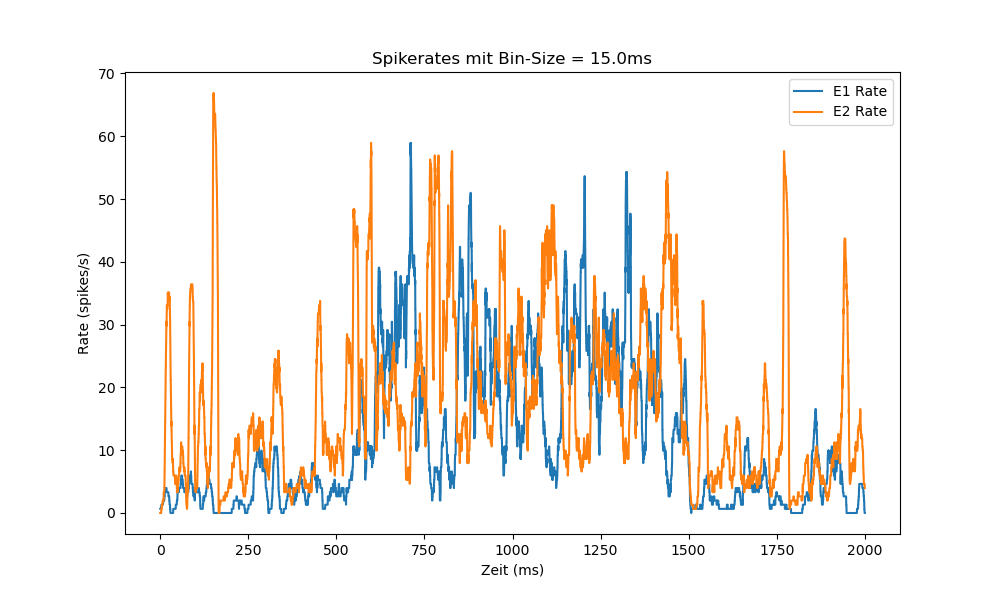 Spikerates mit Bin-Size = 15.0ms
70
60
50
40
30
20
10
0
Rate (spikes/s)
E1 Rate
E2 Rate
0 250 500 750 1000 1250 1500 1750 2000
Zeit (ms)